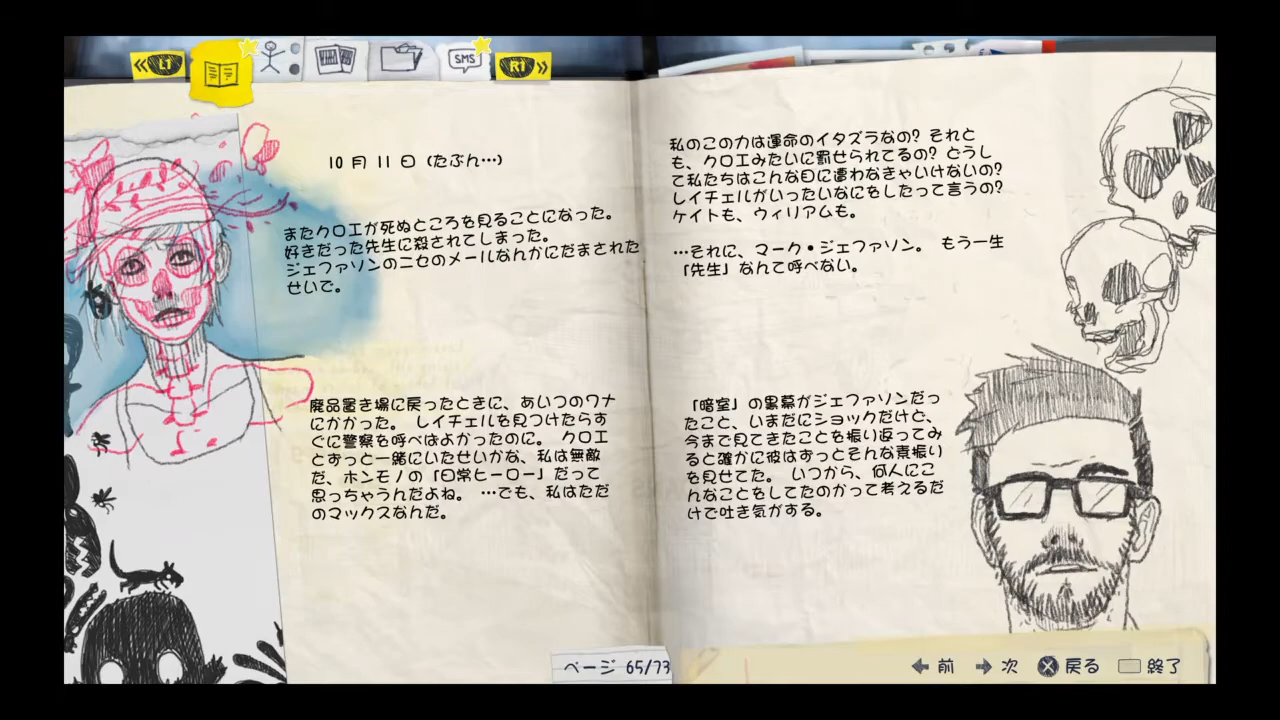 L1
SMS
R1
10 月 11 日 (たぶん…)
またクロエが死ぬところを見ることになった。
好きだった先生に殺されてしまった。
ジェファソンのニセのメールなんかにだまされた
せいで。
廃品置き場に戻ったときに、あいつのワナ
にかかった。 レイチェルを見つけたらす
ぐに警察を呼べばよかったのに。 クロエ
とずっと一緒にいたせいかな、私は無敵
だ、ホンモノの「日常ヒーロー」だって
思っちゃうんだよね。 …でも、私はただ
のマックスなんだ。
私のこの力は運命のイタズラなの? それと
も、クロエみたいに罰せられてるの? どうし
て私たちはこんな目に遭わなきゃいけないの?
レイチェルがいったいなにをしたって言うの?
ケイトも、ウィリアムも。
…それに、マーク・ジェファソン。 もう一生
「先生」なんて呼べない。
「暗室」の黒幕がジェファソンだっ
たこと、いまだにショックだけど、
今まで見てきたことを振り返ってみ
ると確かに彼はずっとそんな素振り
を見せてた。 いつから、何人にこ
んなことをしてたのかって考えるだ
けで吐き気がする。
ページ 65/73
前 次 戻る 終了